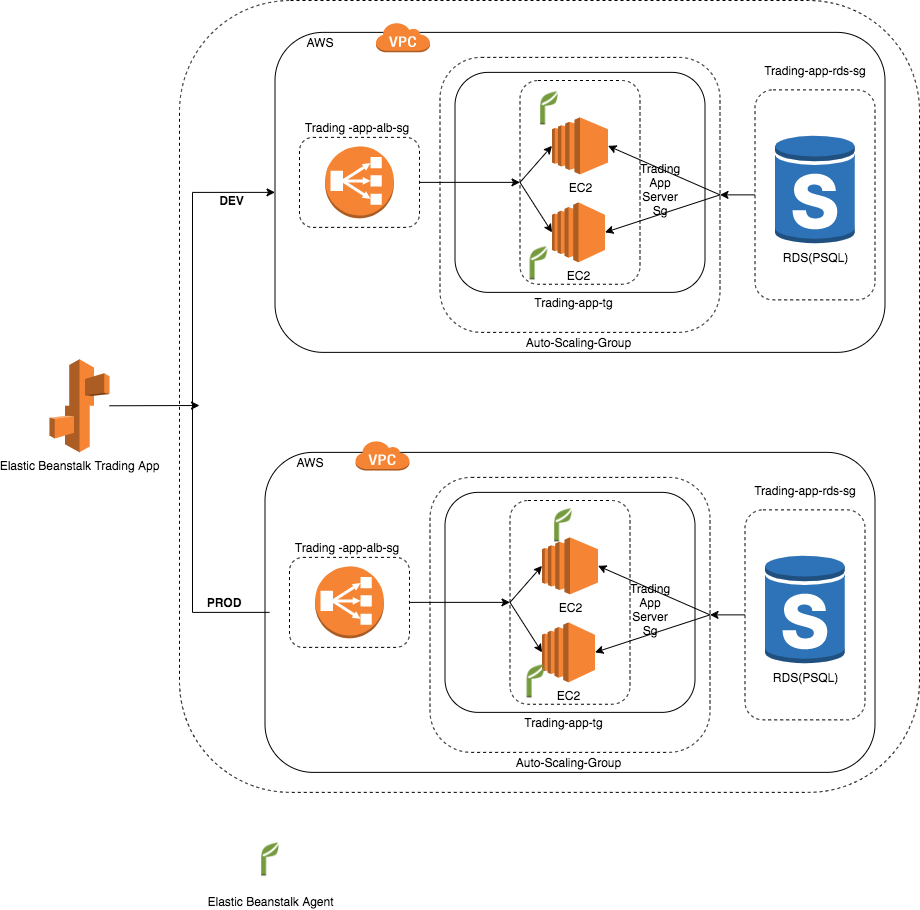 AWS
VPC
Trading-app-rds-sg
Trading -app-alb-sg
Trading
App
Server
Sg
EC2
DEV
S
RDS(PSQL)
EC2
Trading-app-tg
Auto-Scaling-Group
Elastic Beanstalk Trading App
AWS
VPC
Trading-app-rds-sg
Trading -app-alb-sg
Trading
App
Server
Sg
EC2
PROD
S
RDS(PSQL)
EC2
Trading-app-tg
Auto-Scaling-Group
Elastic Beanstalk Agent